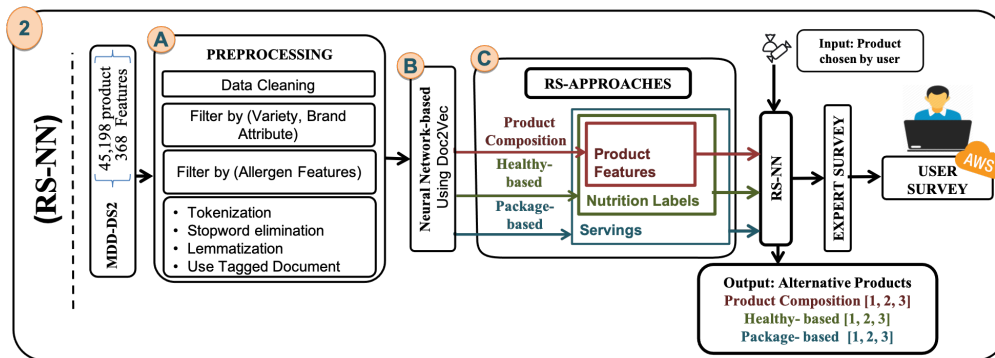 2
(RS-NN)
45,198 product
368 Features
MDD-DS2
A
PREPROCESSING
Data Cleaning
Filter by (Variety, Brand
Attribute)
Filter by (Allergen Features)
• Tokenization
• Stopword elimination
• Lemmatization
• Use Tagged Document
B
Neural Network-based
Using Doc2Vec
C
RS-APPROACHES
Product
Composition
Healthy-
based
Package-
based
Product
Features
Nutrition Labels
Servings
Input: Product
chosen by user
RS-NN
EXPERT SURVEY
AWS
USER
SURVEY
Output: Alternative Products
Product Composition [1, 2, 3]
Healthy- based [1, 2, 3]
Package- based [1, 2, 3]